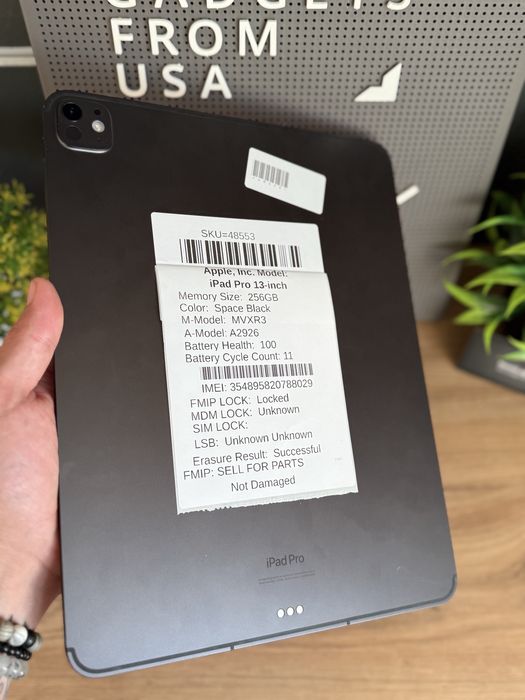 GADGETS
FROM
USA
SKU=48553
Apple, Inc. Model:
iPad Pro 13-inch
Memory Size: 256GB
Color: Space Black
M-Model: MVXR3
A-Model: A2926
Battery Health: 100
Battery Cycle Count: 11
IMEI: 354895820788029
FMIP LOCK: Locked
MDM LOCK: Unknown
SIM LOCK:
LSB: Unknown Unknown
Erasure Result: Successful
FMIP: SELL FOR PARTS
Not Damaged
iPad Pro